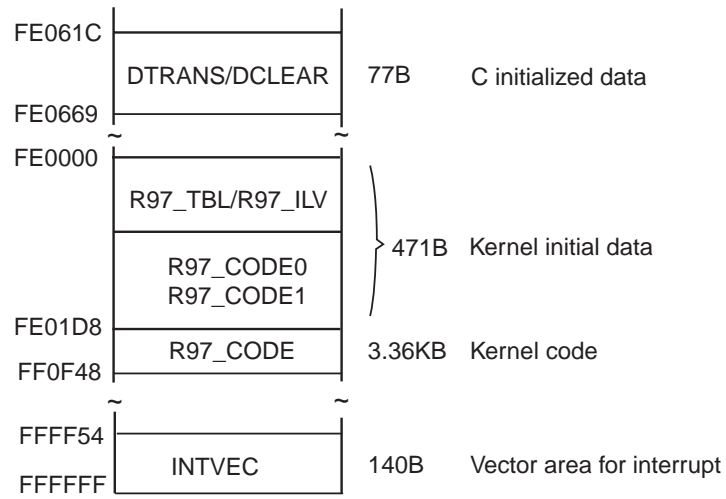 FE061C
DTRANS/DCLEAR 77B C initialized data
FE0669
~ ~
FE0000
R97_TBL/R97_ILV
471B Kernel initial data
R97_CODE0
R97_CODE1
FE01D8
R97_CODE 3.36KB Kernel code
FF0F48
~ ~
FFFF54
INTVEC 140B Vector area for interrupt
FFFFFF